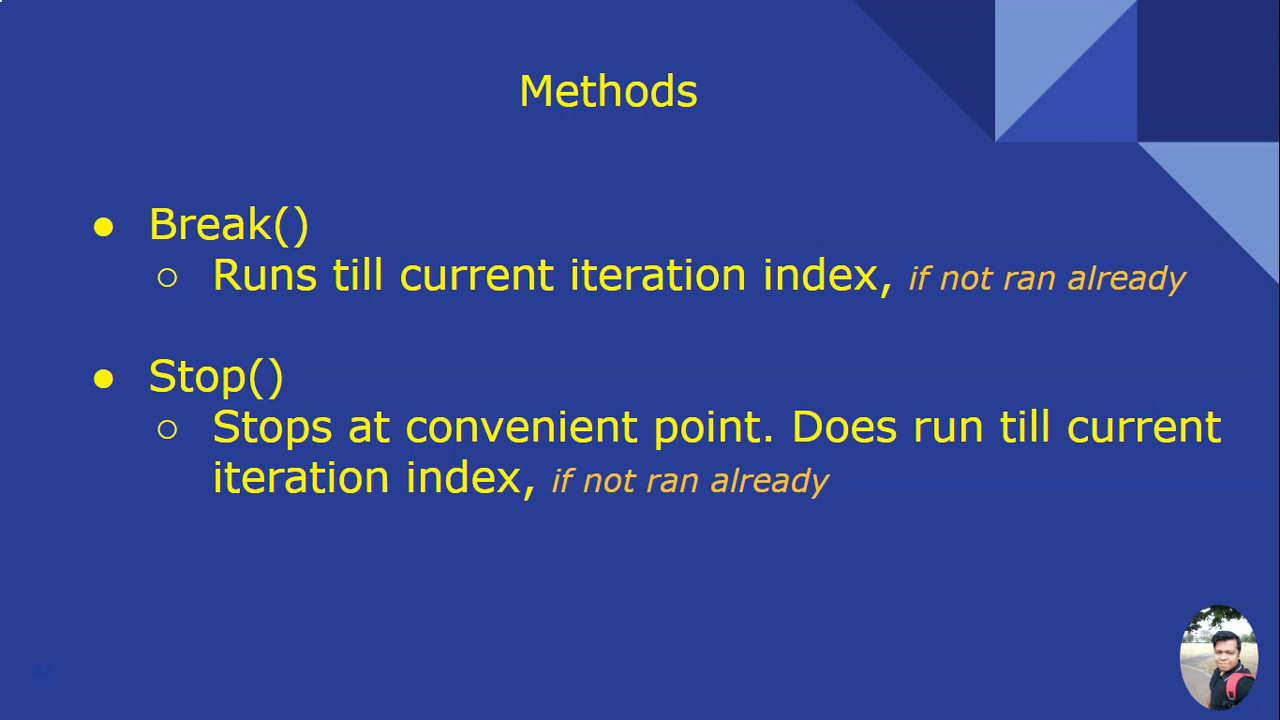 Methods
● Break()
○ Runs till current iteration index, if not ran already
● Stop()
○ Stops at convenient point. Does run till current
iteration index, if not ran already